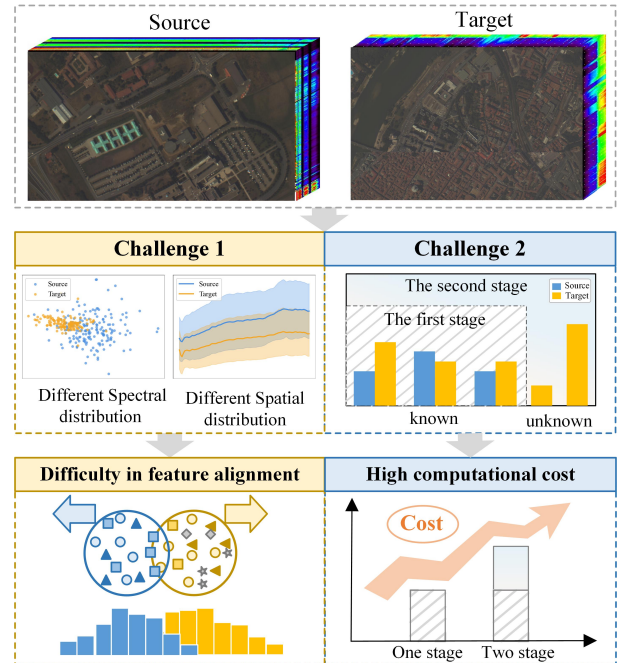 Source
Target
Challenge 1
Challenge 2
Source
Target
Source
Target
Different Spectral
distribution
Different Spatial
distribution
The second stage
Source
Target
The first stage
known
unknown
Difficulty in feature alignment
High computational cost
Cost
One stage
Two stage